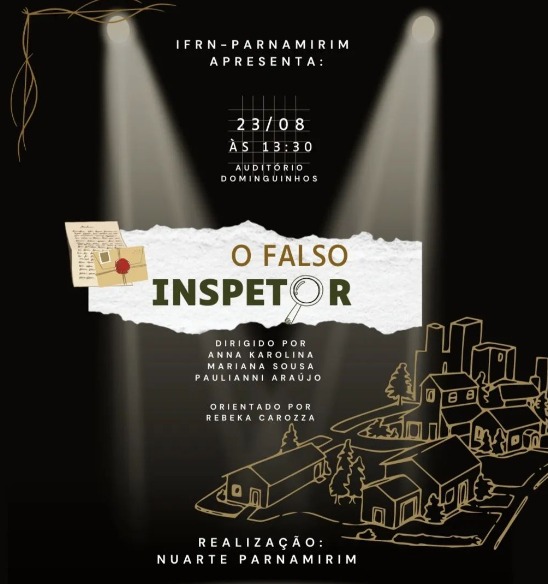 IFRN-PARNAMIRIM
APRESENTA:
23/08
ÀS 13:30
AUDITÓRIO
DOMINGUINHOS
O FALSO
INSPETOR
DIRIGIDO POR
ANNA KAROLINA
MARIANA SOUSA
PAULIANNI ARAÚJO
ORIENTADO POR
REBEKA CAROZZA
REALIZAÇÃO:
NUARTE PARNAMIRIM